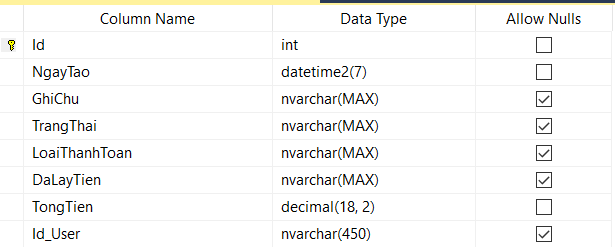 Column Name Data Type Allow Nulls
Id int
NgayTao datetime2(7)
GhiChu nvarchar(MAX)
TrangThai nvarchar(MAX)
LoaiThanhToan nvarchar(MAX)
DaLayTien nvarchar(MAX)
TongTien decimal(18, 2)
Id_User nvarchar(450)